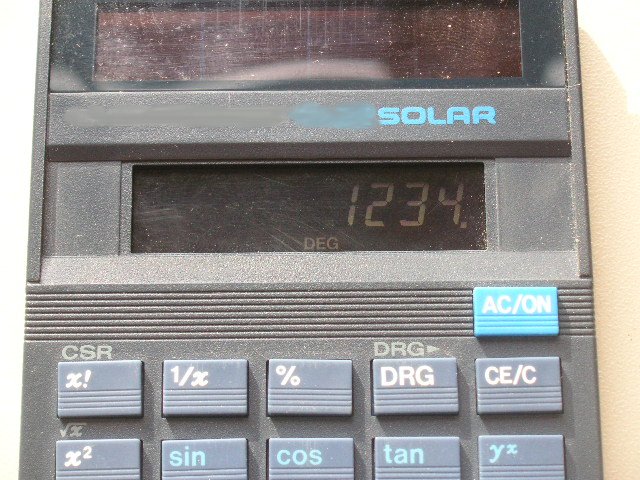 SOLAR
1234.
DEG
AC/ON
CSR DRG►
x! 1/x % DRG CE/C
√x
x² sin cos tan yˣ